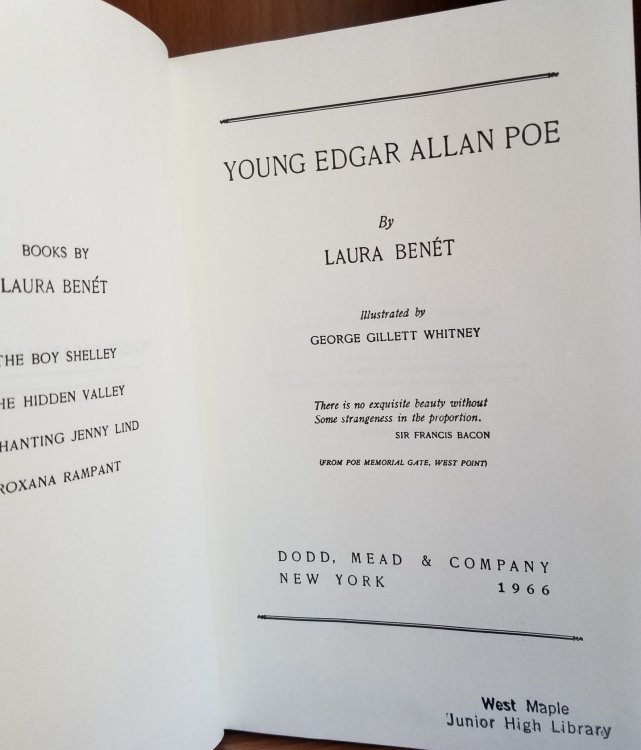 BOOKS BY
LAURA BENÉT
THE BOY SHELLEY
HE HIDDEN VALLEY
HANTING JENNY LIND
ROXANA RAMPANT
YOUNG EDGAR ALLAN POE
By
LAURA BENÉT
Illustrated by
GEORGE GILLETT WHITNEY
There is no exquisite beauty without
Some strangeness in the proportion.
SIR FRANCIS BACON
(FROM POE MEMORIAL GATE, WEST POINT)
DODD, MEAD & COMPANY
NEW YORK 1966
West Maple
Junior High Library